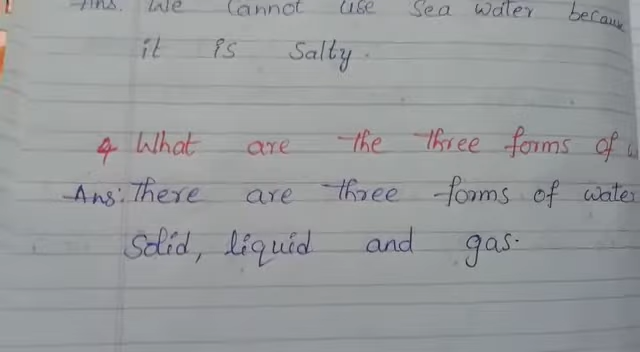 Ans. We cannot use sea water because
it is salty.
4 What are the three forms of
Ans: There are three forms of water
solid, liquid and gas.